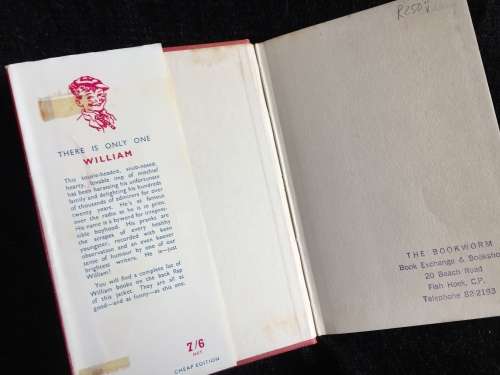 THERE IS ONLY ONE
WILLIAM
This tousle-headed, snub-nosed,
hearty, lovable imp of mischief
has been harassing his unfortunate
family and delighting his hundreds
of thousands of admirers for over
twenty years. He's as famous
over the radio as he is in print.
His name is a byword for irrepres-
sible boyhood. His pranks are
the scrapes of every healthy
youngster, recorded with keen
observation and an even keener
sense of humour by one of our
brightest writers. He is—just—
William!
You will find a complete list of
William books on the back flap
of this jacket. They are all as
good—and as funny—as this one.
7/6
NET
CHEAP EDITION
R250
THE BOOKWORM
Book Exchange & Bookshop
20 Beach Road
Fish Hoek, C.P.
Telephone 82-2193